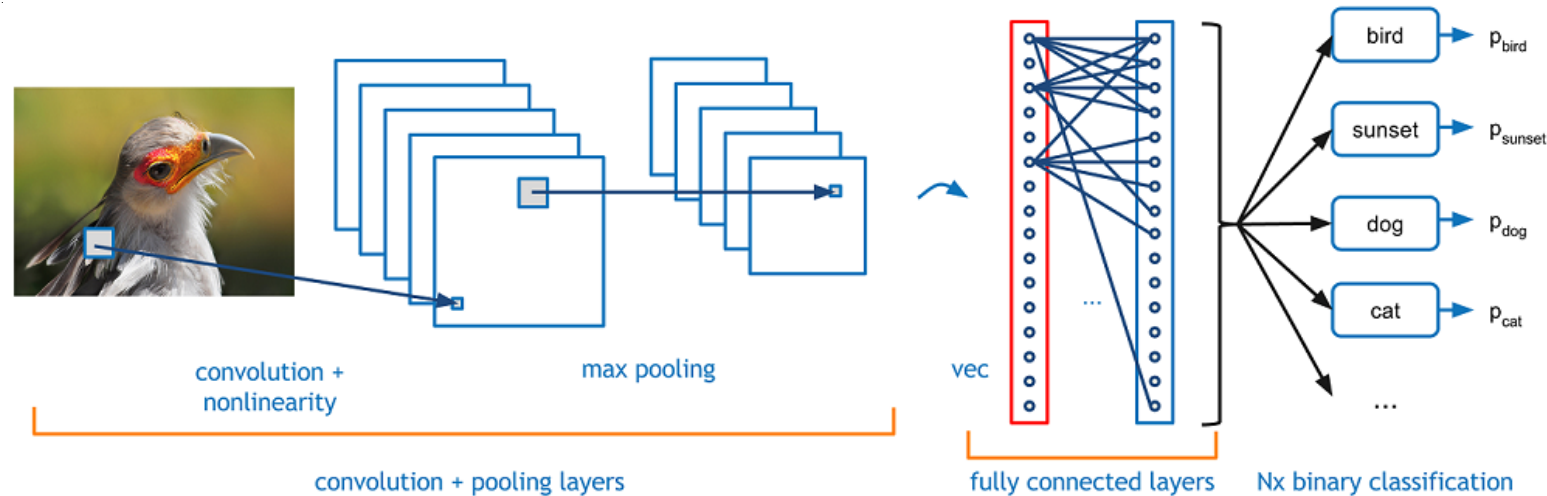 convolution +
nonlinearity
max pooling
convolution + pooling layers
vec
...
fully connected layers
bird
sunset
dog
cat
...
p_bird
p_sunset
p_dog
p_cat
Nx binary classification